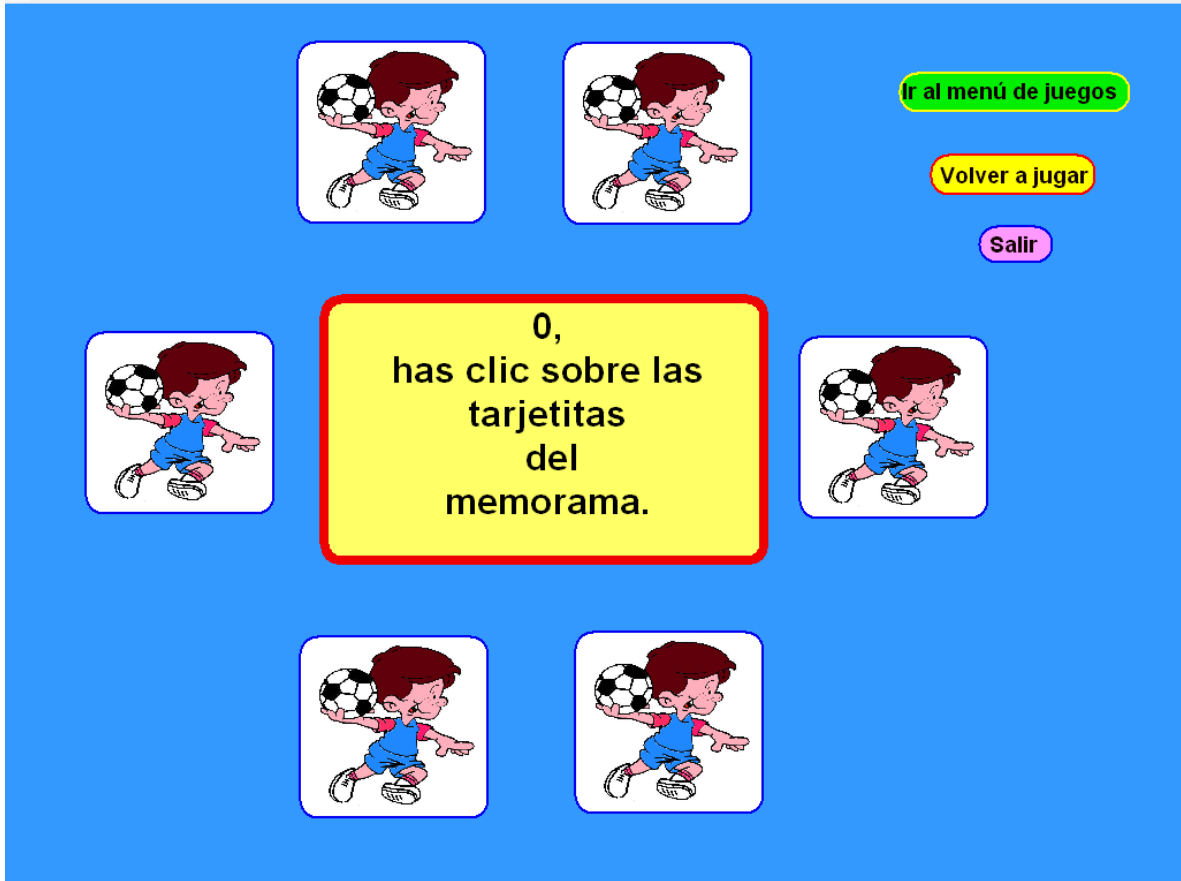 Ir al menú de juegos
Volver a jugar
Salir
0,
has clic sobre las
tarjetitas
del
memorama.